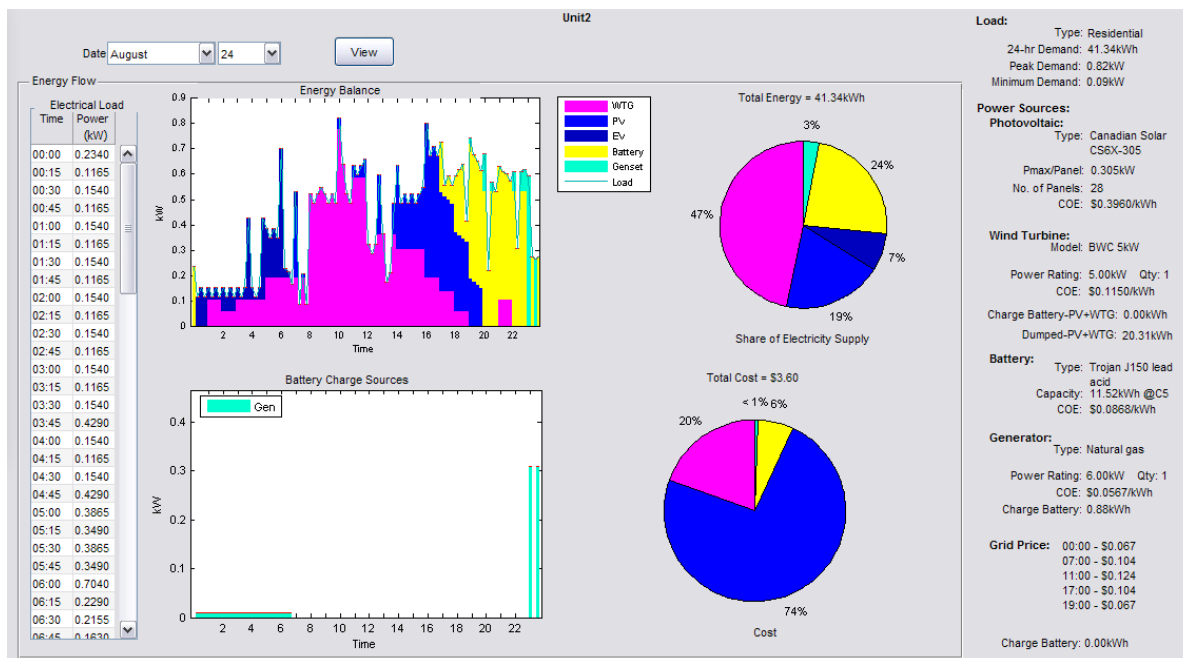 Unit2
Date August 24 View
Energy Flow
Electrical Load
Time Power
(kW)
00:00 0.2340
00:15 0.1165
00:30 0.1540
00:45 0.1165
01:00 0.1540
01:15 0.1165
01:30 0.1540
01:45 0.1165
02:00 0.1540
02:15 0.1165
02:30 0.1540
02:45 0.1165
03:00 0.1540
03:15 0.1165
03:30 0.1540
03:45 0.4290
04:00 0.1540
04:15 0.1165
04:30 0.1540
04:45 0.4290
05:00 0.3865
05:15 0.3490
05:30 0.3865
05:45 0.3490
06:00 0.7040
06:15 0.2290
06:30 0.2155
06:45 0.1630
Energy Balance
0.9
0.8
0.7
0.6
0.5
0.4
0.3
0.2
0.1
0
kW
2 4 6 8 10 12 14 16 18 20 22
Time
WTG
PV
EV
Battery
Genset
Load
Battery Charge Sources
Gen
0.4
0.3
0.2
0.1
0
kW
2 4 6 8 10 12 14 16 18 20 22
Time
Total Energy = 41.34kWh
3%
24%
7%
19%
47%
Share of Electricity Supply
Total Cost = $3.60
< 1% 6%
20%
74%
Cost
Load:
Type: Residential
24-hr Demand: 41.34kWh
Peak Demand: 0.82kW
Minimum Demand: 0.09kW
Power Sources:
Photovoltaic:
Type: Canadian Solar
CS6X-305
Pmax/Panel: 0.305kW
No. of Panels: 28
COE: $0.3960/kWh
Wind Turbine:
Model: BWC 5kW
Power Rating: 5.00kW Qty: 1
COE: $0.1150/kWh
Charge Battery-PV+WTG: 0.00kWh
Dumped-PV+WTG: 20.31kWh
Battery:
Type: Trojan J150 lead
acid
Capacity: 11.52kWh @C5
COE: $0.0868/kWh
Generator:
Type: Natural gas
Power Rating: 6.00kW Qty: 1
COE: $0.0567/kWh
Charge Battery: 0.88kWh
Grid Price: 00:00 - $0.067
07:00 - $0.104
11:00 - $0.124
17:00 - $0.104
19:00 - $0.067
Charge Battery: 0.00kWh